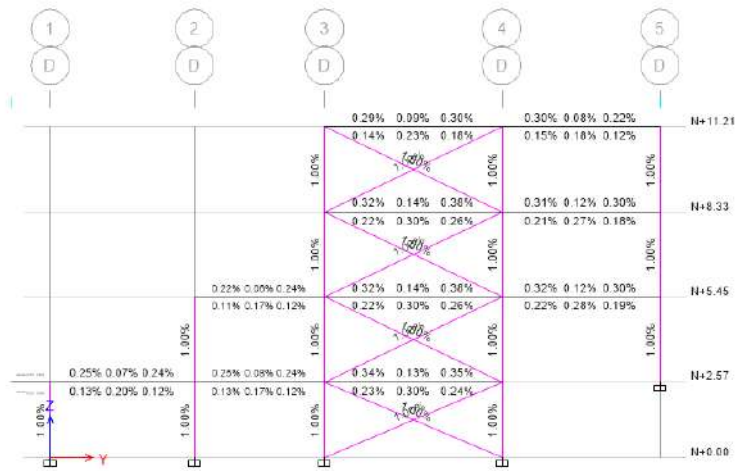 1 2 3 4 5
D D D D D
0.29% 0.09% 0.30% 0.30% 0.08% 0.22%
N+11.21
0.14% 0.23% 0.18% 0.15% 0.18% 0.12%
1.00% 1.00% 1.00%
0.32% 0.14% 0.38% 0.31% 0.12% 0.30%
N+8.33
0.22% 0.30% 0.26% 0.21% 0.27% 0.18%
1.00% 1.00% 1.00%
0.22% 0.24% 0.32% 0.14% 0.38% 0.32% 0.12% 0.30%
N+5.45
0.11% 0.17% 0.12% 0.22% 0.30% 0.26% 0.22% 0.28% 0.19%
1.00% 1.00% 1.00% 1.00%
0.25% 0.07% 0.24% 0.25% 0.08% 0.24% 0.34% 0.13% 0.35%
N+2.57
0.13% 0.20% 0.12% 0.13% 0.17% 0.12% 0.23% 0.30% 0.24%
1.00% 1.00% 1.00% 1.00%
Z
Y
N+0.00